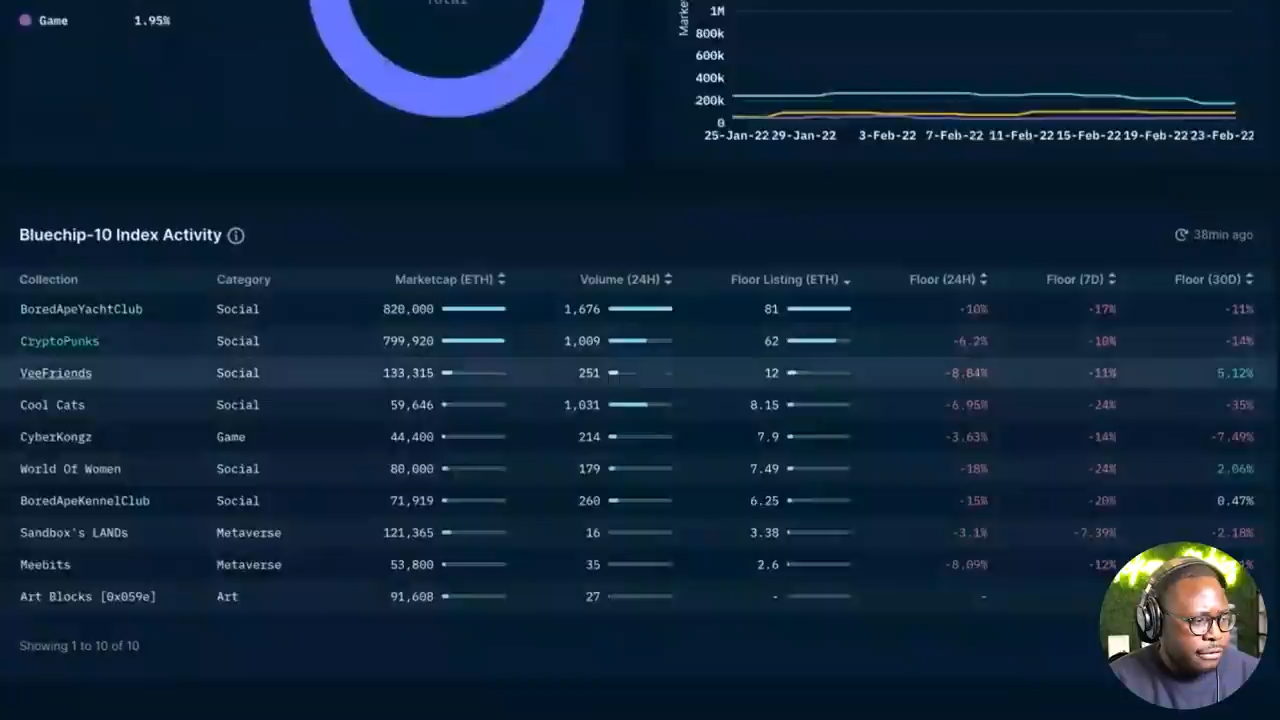 Total
Game 1.95%
Marke
1M
800k
600k
400k
200k
0
25-Jan-22 29-Jan-22 3-Feb-22 7-Feb-22 11-Feb-22 15-Feb-22 19-Feb-22 23-Feb-22
Bluechip-10 Index Activity 38min ago
Collection Category Marketcap (ETH) Volume (24H) Floor Listing (ETH) Floor (24H) Floor (7D) Floor (30D)
BoredApeYachtClub Social 820,000 1,676 81 -10% -17% -11%
CryptoPunks Social 799,920 1,009 62 -6.2% -10% -14%
VeeFriends Social 133,315 251 12 -8.84% -11% 5.12%
Cool Cats Social 59,646 1,031 8.15 -6.95% -24% -35%
CyberKongz Game 44,400 214 7.9 -3.63% -14% -7.49%
World Of Women Social 80,000 179 7.49 -18% -24% 2.06%
BoredApeKennelClub Social 71,919 260 6.25 -15% -20% 0.47%
Sandbox's LANDs Metaverse 121,365 16 3.38 -3.1% -7.39% -2.18%
Meebits Metaverse 53,800 35 2.6 -8.09% -12%
Art Blocks [0x059e] Art 91,608 27 - -
Showing 1 to 10 of 10